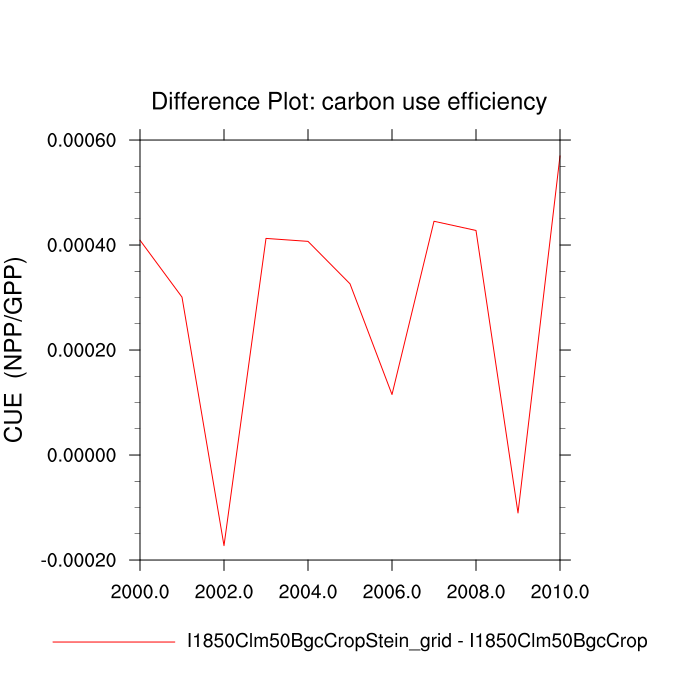 Difference Plot: carbon use efficiency
0.00060
0.00040
0.00020
0.00000
-0.00020
CUE (NPP/GPP)
2000.0 2002.0 2004.0 2006.0 2008.0 2010.0
I1850Clm50BgcCropStein_grid - I1850Clm50BgcCrop